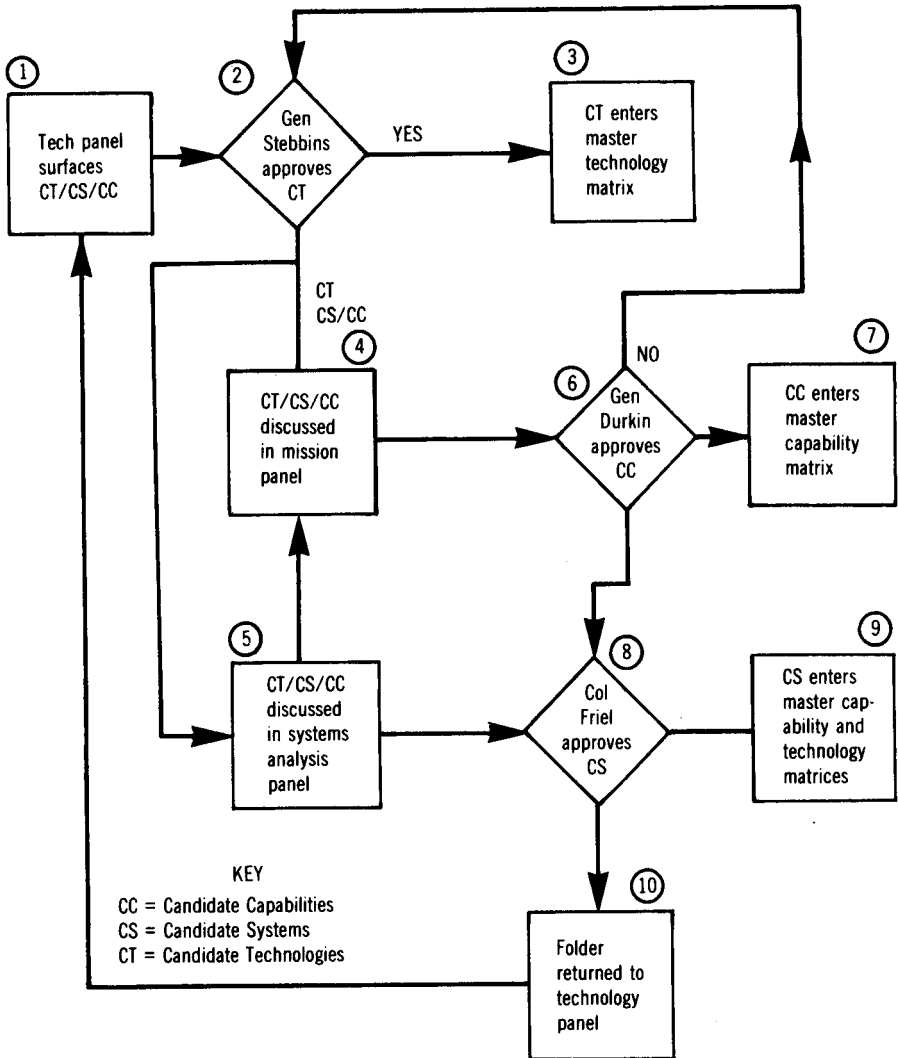 1
Tech panel
surfaces
CT/CS/CC
2
Gen
Stebbins
approves
CT
YES
3
CT enters
master
technology
matrix
CT
CS/CC
4
CT/CS/CC
discussed
in mission
panel
NO
6
Gen
Durkin
approves
CC
7
CC enters
master
capability
matrix
5
CT/CS/CC
discussed
in systems
analysis
panel
8
Col
Friel
approves
CS
9
CS enters
master cap-
ability and
technology
matrices
KEY
CC = Candidate Capabilities
CS = Candidate Systems
CT = Candidate Technologies
10
Folder
returned to
technology
panel